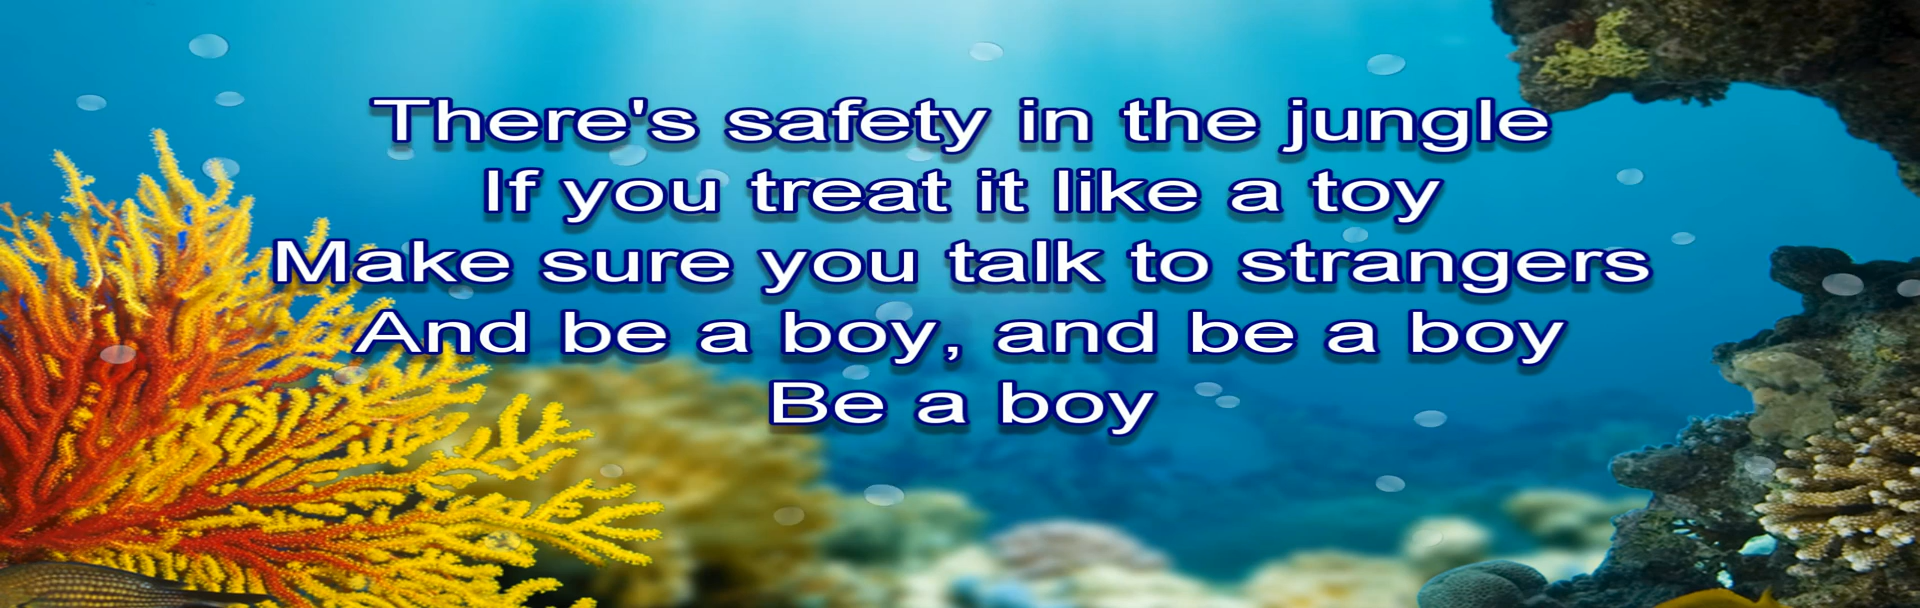 There's safety in the jungle
If you treat it like a toy
Make sure you talk to strangers
And be a boy, and be a boy
Be a boy